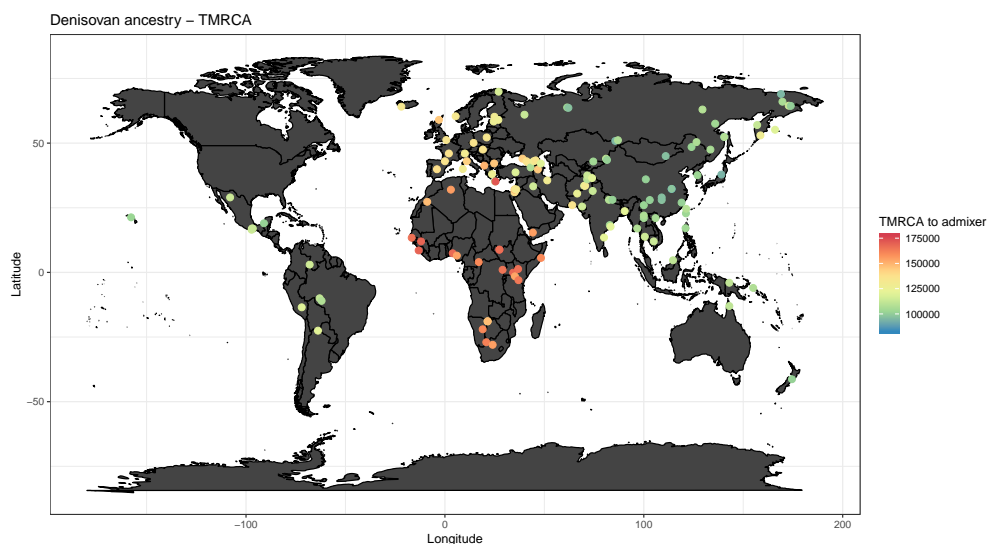 Denisovan ancestry − TMRCA
50
0
−50
Latitude
−100
0
100
200
Longitude
TMRCA to admixer
175000
150000
125000
100000